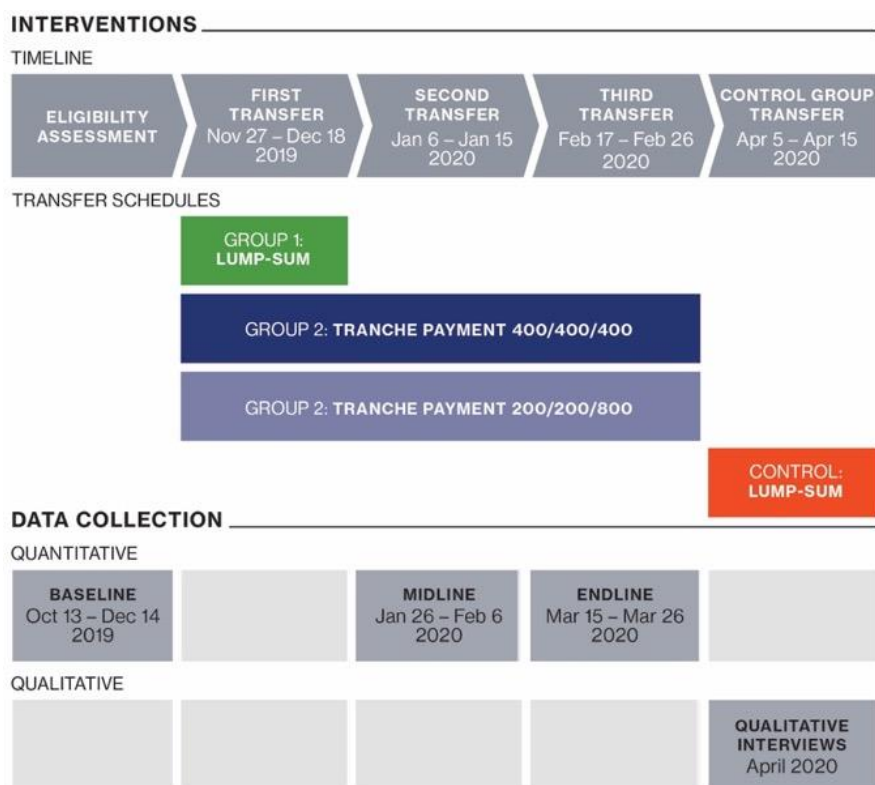 INTERVENTIONS
TIMELINE
ELIGIBILITY
ASSESSMENT
FIRST
TRANSFER
Nov 27 – Dec 18
2019
SECOND
TRANSFER
Jan 6 – Jan 15
2020
THIRD
TRANSFER
Feb 17 – Feb 26
2020
CONTROL GROUP
TRANSFER
Apr 5 – Apr 15
2020
TRANSFER SCHEDULES
GROUP 1:
LUMP-SUM
GROUP 2: TRANCHE PAYMENT 400/400/400
GROUP 2: TRANCHE PAYMENT 200/200/800
CONTROL:
LUMP-SUM
DATA COLLECTION
QUANTITATIVE
BASELINE
Oct 13 – Dec 14
2019
MIDLINE
Jan 26 – Feb 6
2020
ENDLINE
Mar 15 – Mar 26
2020
QUALITATIVE
QUALITATIVE
INTERVIEWS
April 2020